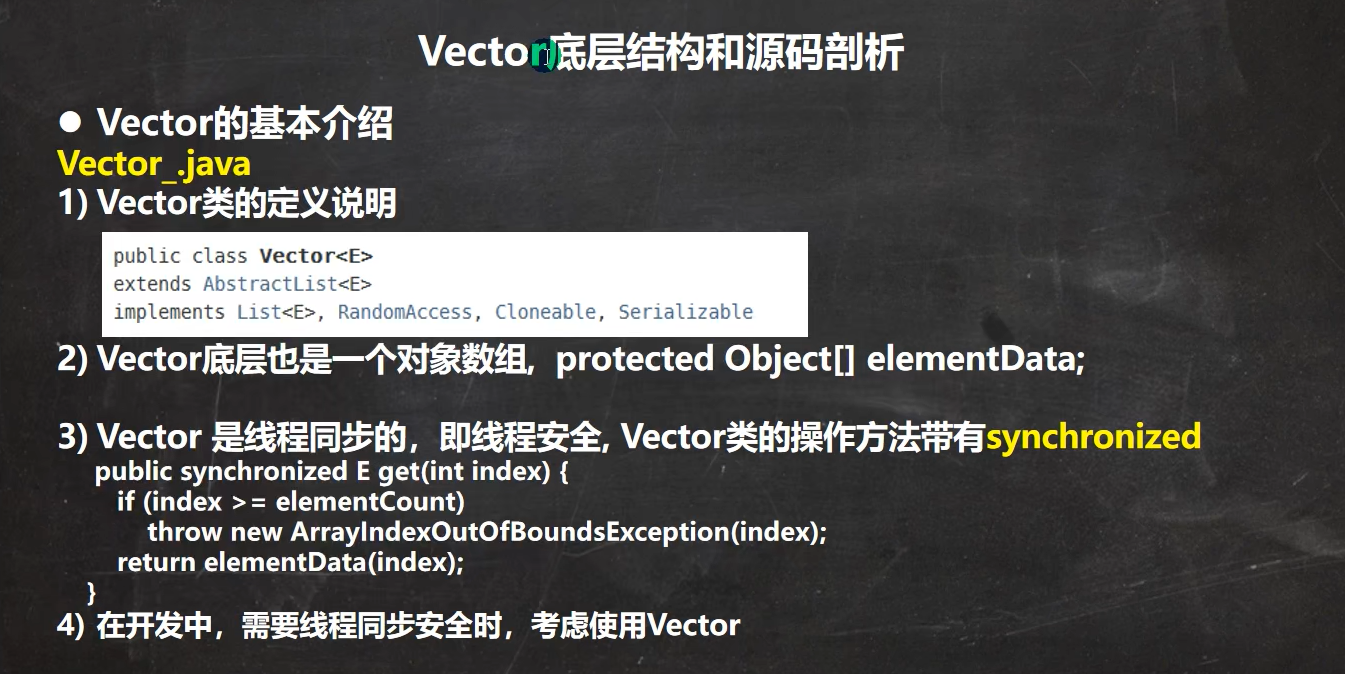 Vector底层结构和源码剖析
● Vector的基本介绍
Vector_.java
1) Vector类的定义说明
public class Vector<E>
extends AbstractList<E>
implements List<E>, RandomAccess, Cloneable, Serializable
2) Vector底层也是一个对象数组, protected Object[] elementData;
3) Vector 是线程同步的，即线程安全, Vector类的操作方法带有synchronized
public synchronized E get(int index) {
if (index >= elementCount)
throw new ArrayIndexOutOfBoundsException(index);
return elementData(index);
}
4) 在开发中，需要线程同步安全时，考虑使用Vector